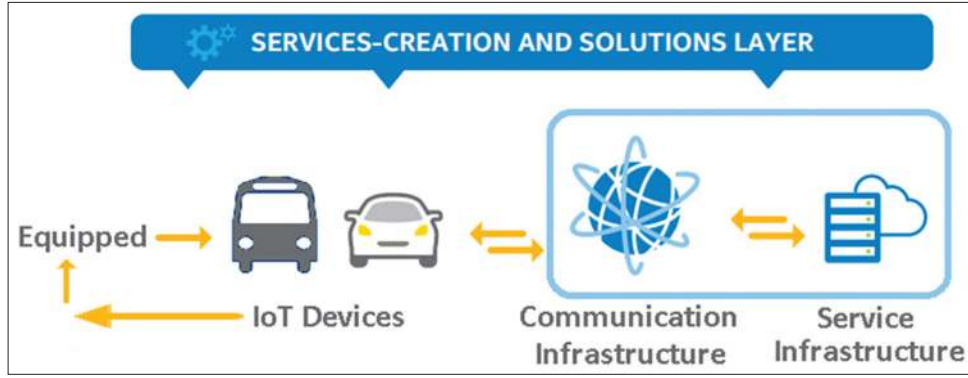 SERVICES-CREATION AND SOLUTIONS LAYER
Equipped
IoT Devices
Communication
Infrastructure
Service
Infrastructure